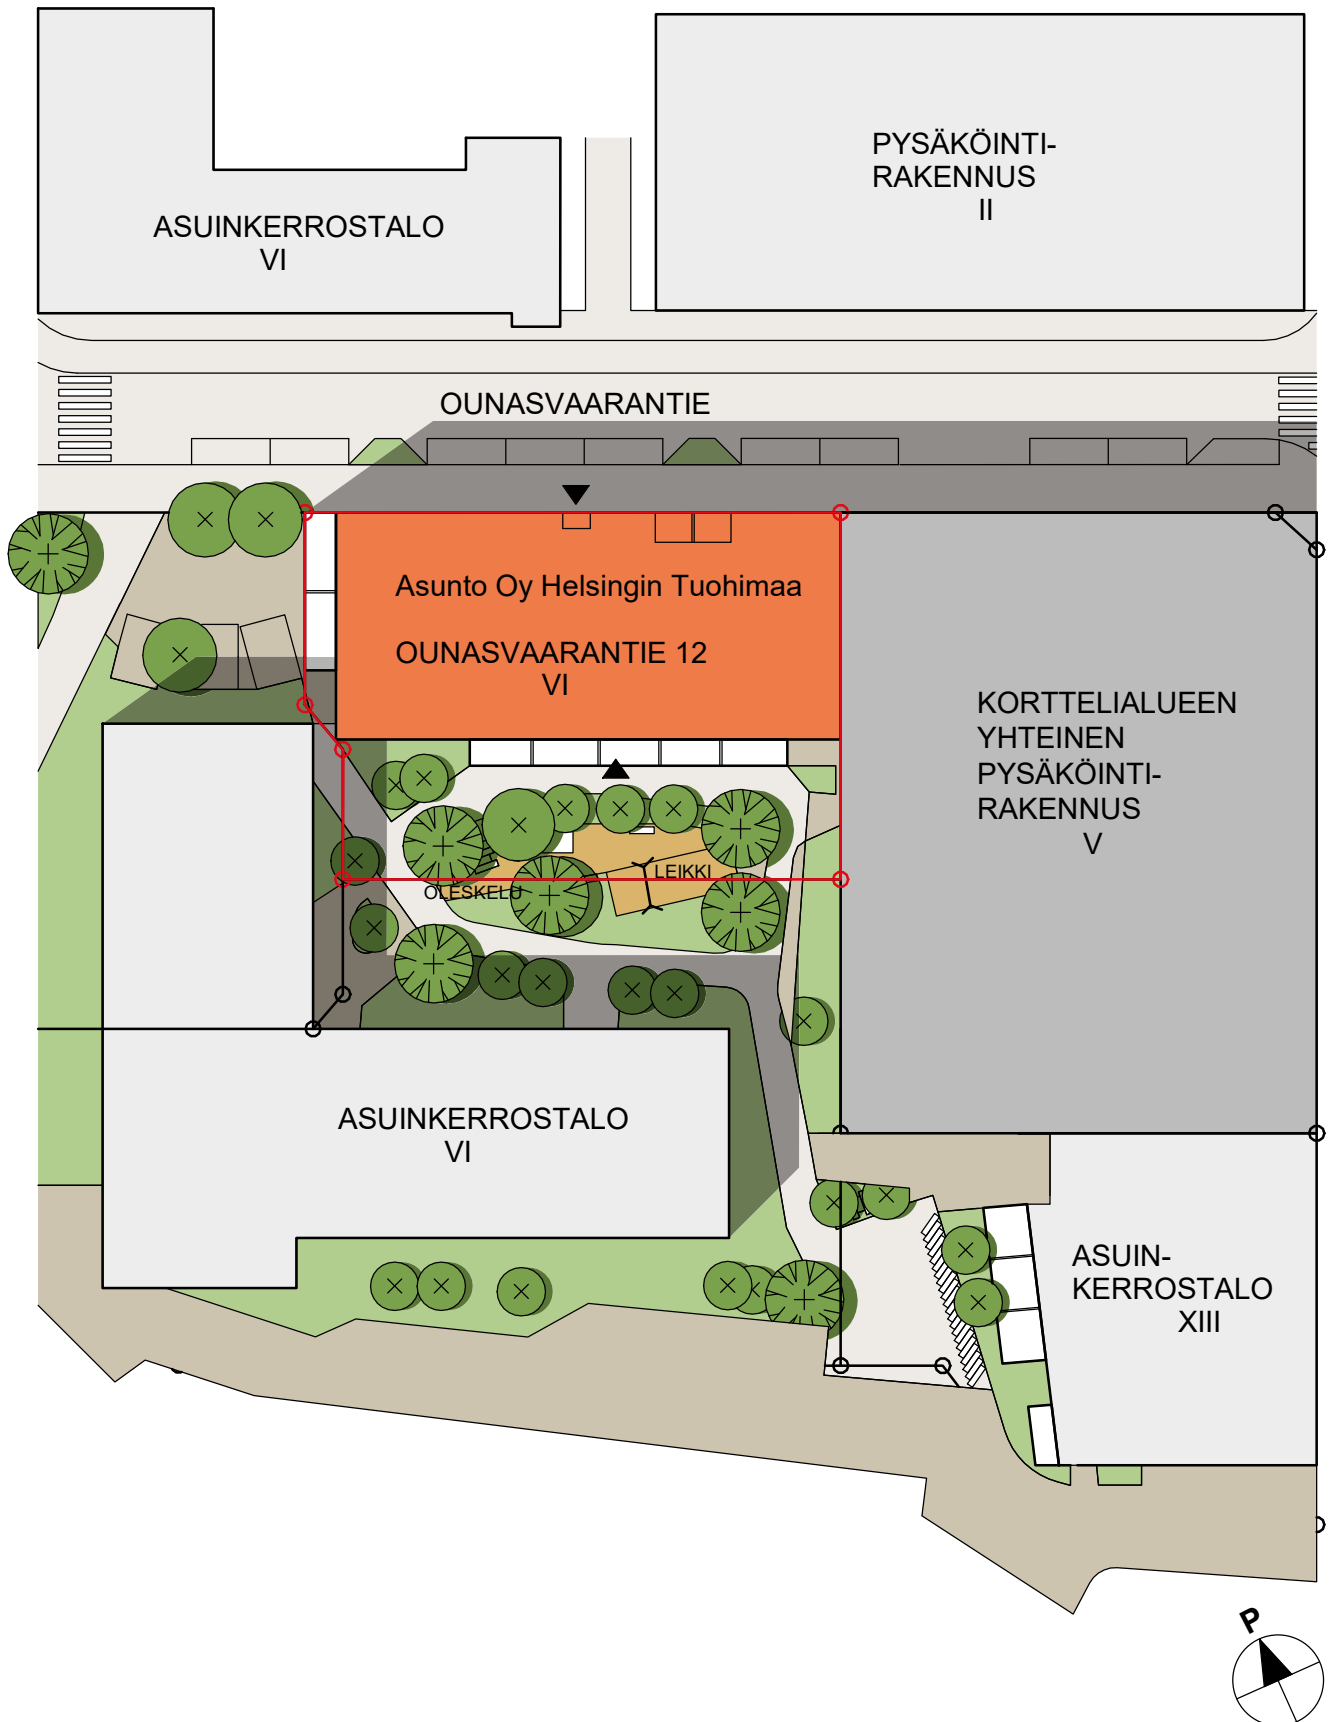 PYSÄKÖINTI-
RAKENNUS
II
ASUINKERROSTALO
VI
OUNASVAARANTIE
Asunto Oy Helsingin Tuohimaa
OUNASVAARANTIE 12
VI
KORTTELIALUEEN
YHTEINEN
PYSÄKÖINTI-
RAKENNUS
V
LEIKKI
OLESKELU
ASUINKERROSTALO
VI
ASUIN-
KERROSTALO
XIII
P